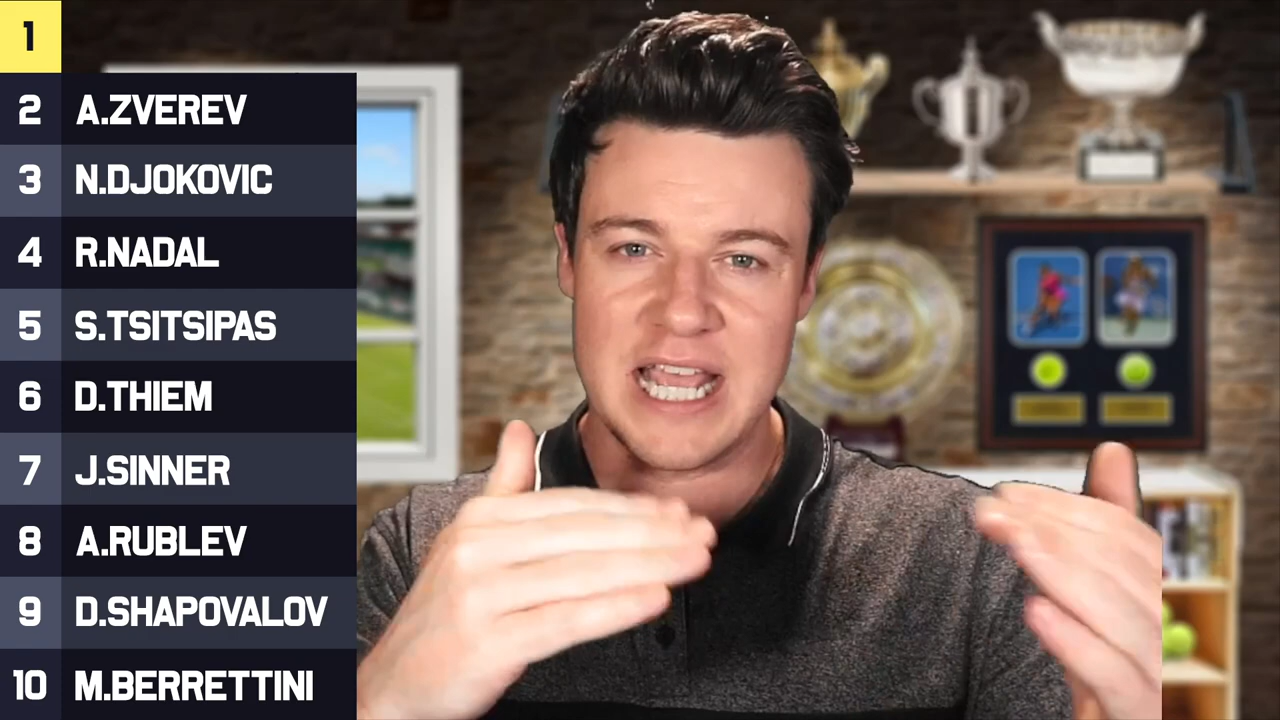 1
2 A.ZVEREV
3 N.DJOKOVIC
4 R.NADAL
5 S.TSITSIPAS
6 D.THIEM
7 J.SINNER
8 A.RUBLEV
9 D.SHAPOVALOV
10 M.BERRETTINI